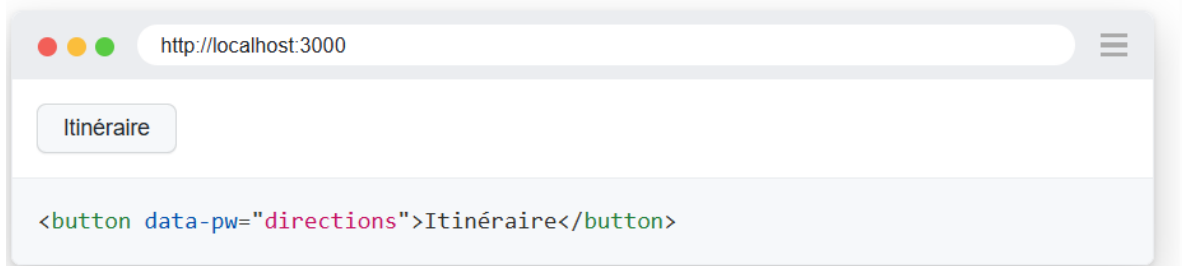 http://localhost:3000
Itinéraire
<button data-pw="directions">Itinéraire</button>